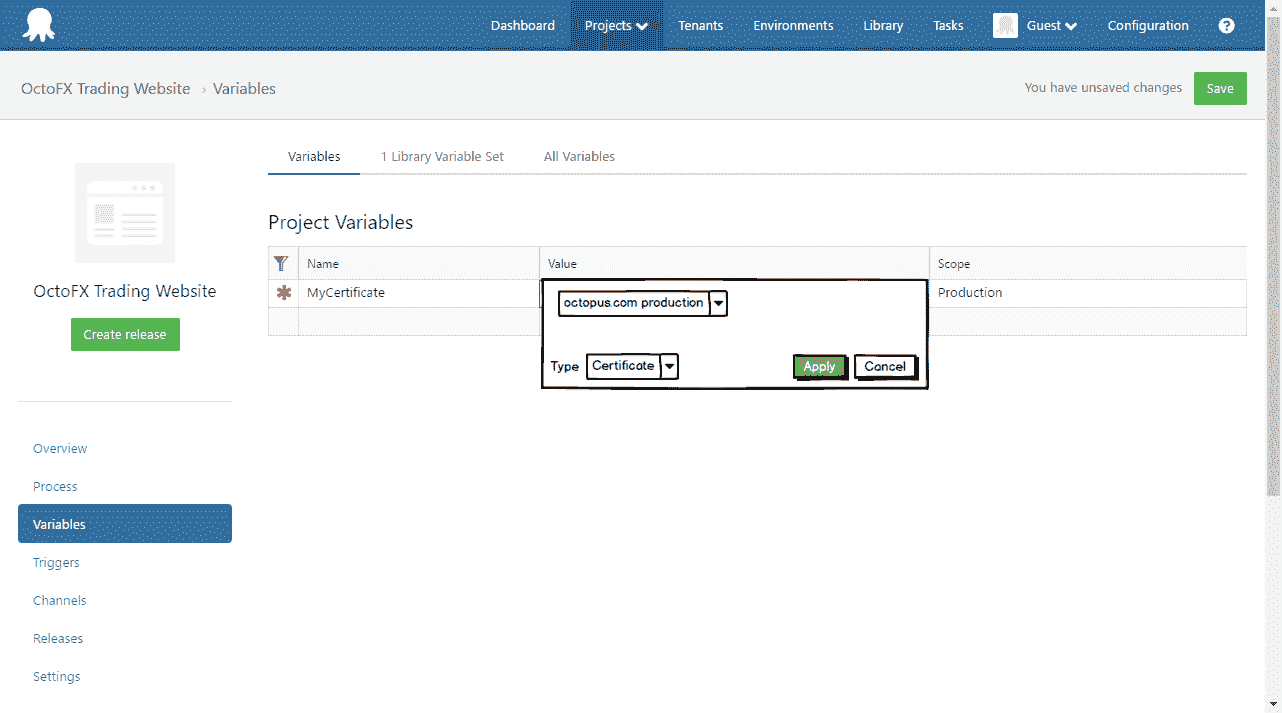 Dashboard Projects Tenants Environments Library Tasks Guest Configuration ?
OctoFX Trading Website › Variables You have unsaved changes Save
Variables 1 Library Variable Set All Variables
Project Variables
Name Value Scope
MyCertificate octopus.com production Production
Type Certificate Apply Cancel
OctoFX Trading Website
Create release
Overview
Process
Variables
Triggers
Channels
Releases
Settings